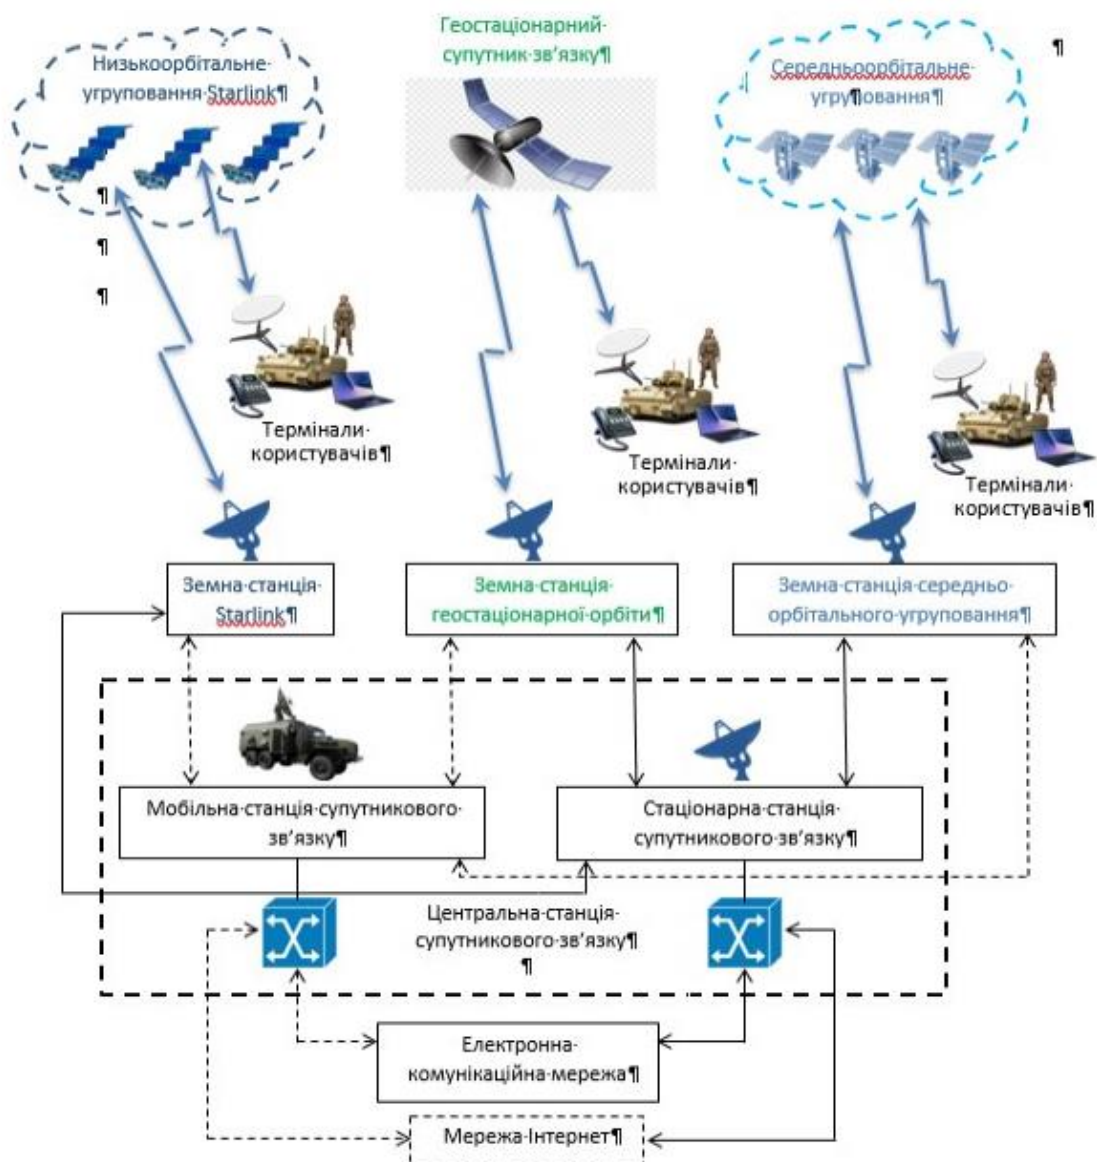 Геостаціонарний·
супутник·зв’язку¶
¶
Низькоорбітальне·
угруповання·Starlink¶
Середньоорбітальне·
угру¶повання¶
¶
¶
¶
Термінали·
користувачів¶
Термінали·
користувачів¶
Термінали·
користувачів¶
Земна·станція·
Starlink¶
Земна·станція·
геостаціонарної·орбіти¶
Земна·станція·середньо
орбітального·угруповання¶
Мобільна·станція·супутникового·
зв’язку¶
Стаціонарна·станція·
супутникового·зв’язку¶
Центральна·станція·
супутникового·зв’язку¶
¶
Електронна·
комунікаційна·мережа¶
Мережа·Інтернет¶